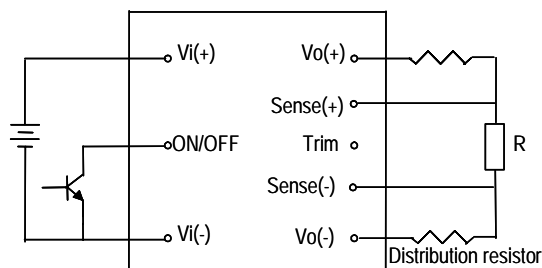 Vi(+)
Vo(+)
Sense(+)
ON/OFF
Trim
R
Sense(-)
Vi(-)
Vo(-)
Distribution resistor